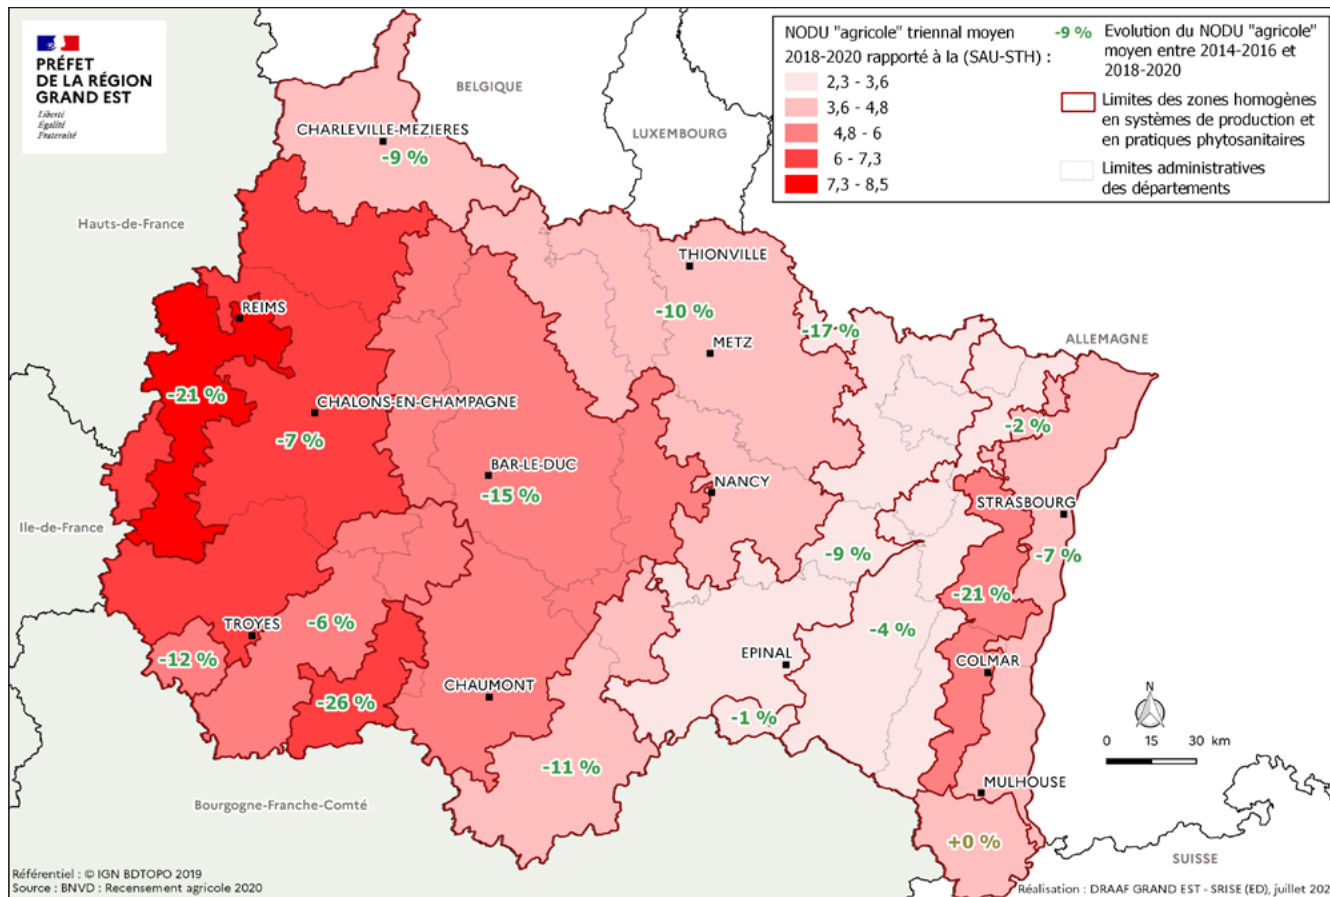 PRÉFET
DE LA RÉGION
GRAND EST
Liberté
Égalité
Fraternité
NODU "agricole" triennal moyen
2018-2020 rapporté à la (SAU-STH) :
2,3 - 3,6
3,6 - 4,8
4,8 - 6
6 - 7,3
7,3 - 8,5
-9 % Evolution du NODU "agricole"
moyen entre 2014-2016 et
2018-2020
Limites des zones homogènes
en systèmes de production et
en pratiques phytosanitaires
Limites administratives
des départements
BELGIQUE
LUXEMBOURG
CHARLEVILLE-MEZIERES
-9 %
Hauts-de-France
THIONVILLE
REIMS
-10 %
-17 %
METZ
ALLEMAGNE
-21 %
CHALONS-EN-CHAMPAGNE
-7 %
-2 %
BAR-LE-DUC
-15 %
NANCY
STRASBOURG
Ile-de-France
-9 %
-7 %
-21 %
TROYES
-6 %
-4 %
-12 %
EPINAL
COLMAR
CHAUMONT
-26 %
-1 %
N
0 15 30 km
-11 %
MULHOUSE
Bourgogne-Franche-Comté
+0 %
SUISSE
Référentiel : © IGN BDTOPO 2019
Source : BNVD : Recensement agricole 2020
Réalisation : DRAAF GRAND EST - SRISE (ED), juillet 202